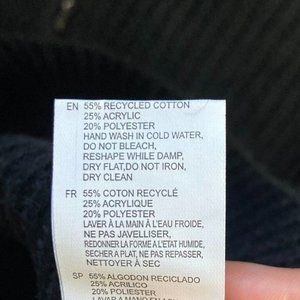 EN 55% RECYCLED COTTON
25% ACRYLIC
20% POLYESTER
HAND WASH IN COLD WATER,
DO NOT BLEACH,
RESHAPE WHILE DAMP,
DRY FLAT,DO NOT IRON,
DRY CLEAN
FR 55% COTON RECYCLÉ
25% ACRYLIQUE
20% POLYESTER
LAVER À LA MAIN À L'EAU FROIDE,
NE PAS JAVELLISER,
REDONNER LA FORME A L'ETAT HUMIDE,
SECHER A PLAT, NE PAS REPASSER,
NETTOYER À SEC
SP 55% ALGODON RECICLADO
25% ACRILICO
20% POLIESTER
LAVAR A MANO EN